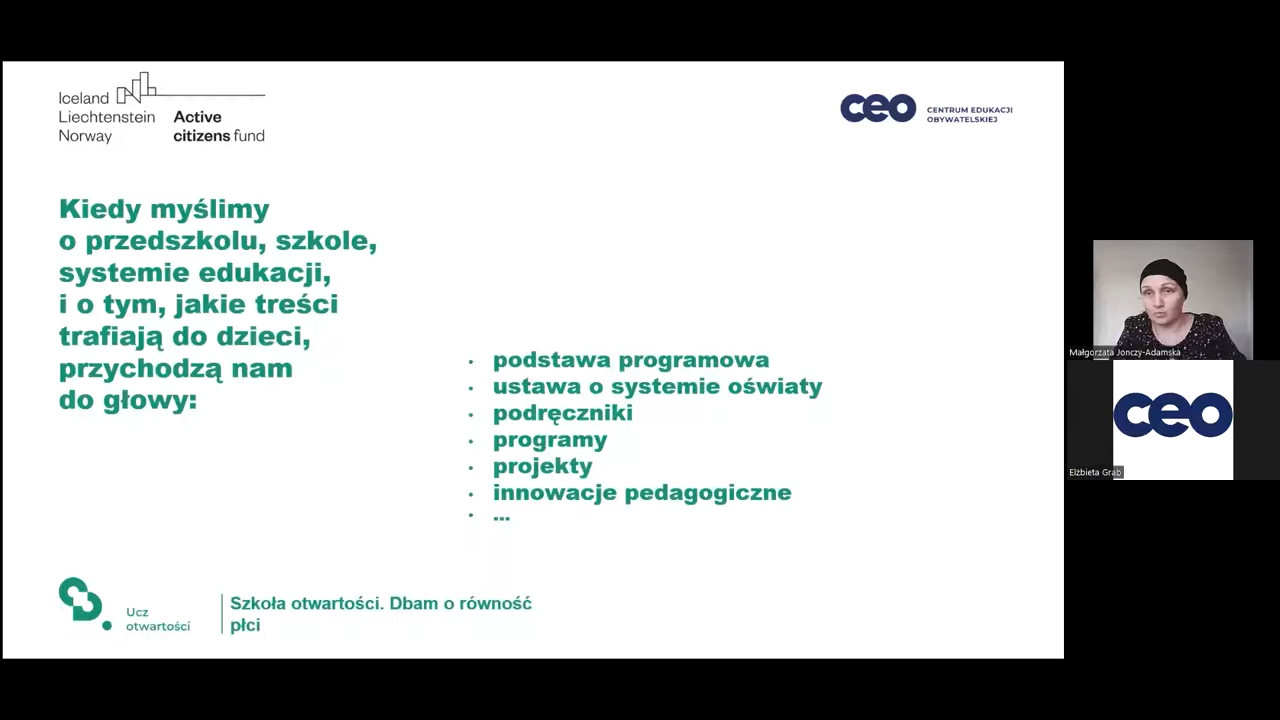 Iceland
Liechtenstein
Norway
Active
citizens fund
ceo
CENTRUM EDUKACJI
OBYWATELSKIEJ
Kiedy myślimy
o przedszkolu, szkole,
systemie edukacji,
i o tym, jakie treści
trafiają do dzieci,
przychodzą nam
do głowy:
• podstawa programowa
• ustawa o systemie oświaty
• podręczniki
• programy
• projekty
• innowacje pedagogiczne
• ...
Ucz
otwartości
Szkoła otwartości. Dbam o równość
płci
Małgorzata Jonczy-Adamska
ceo
Elżbieta Grab